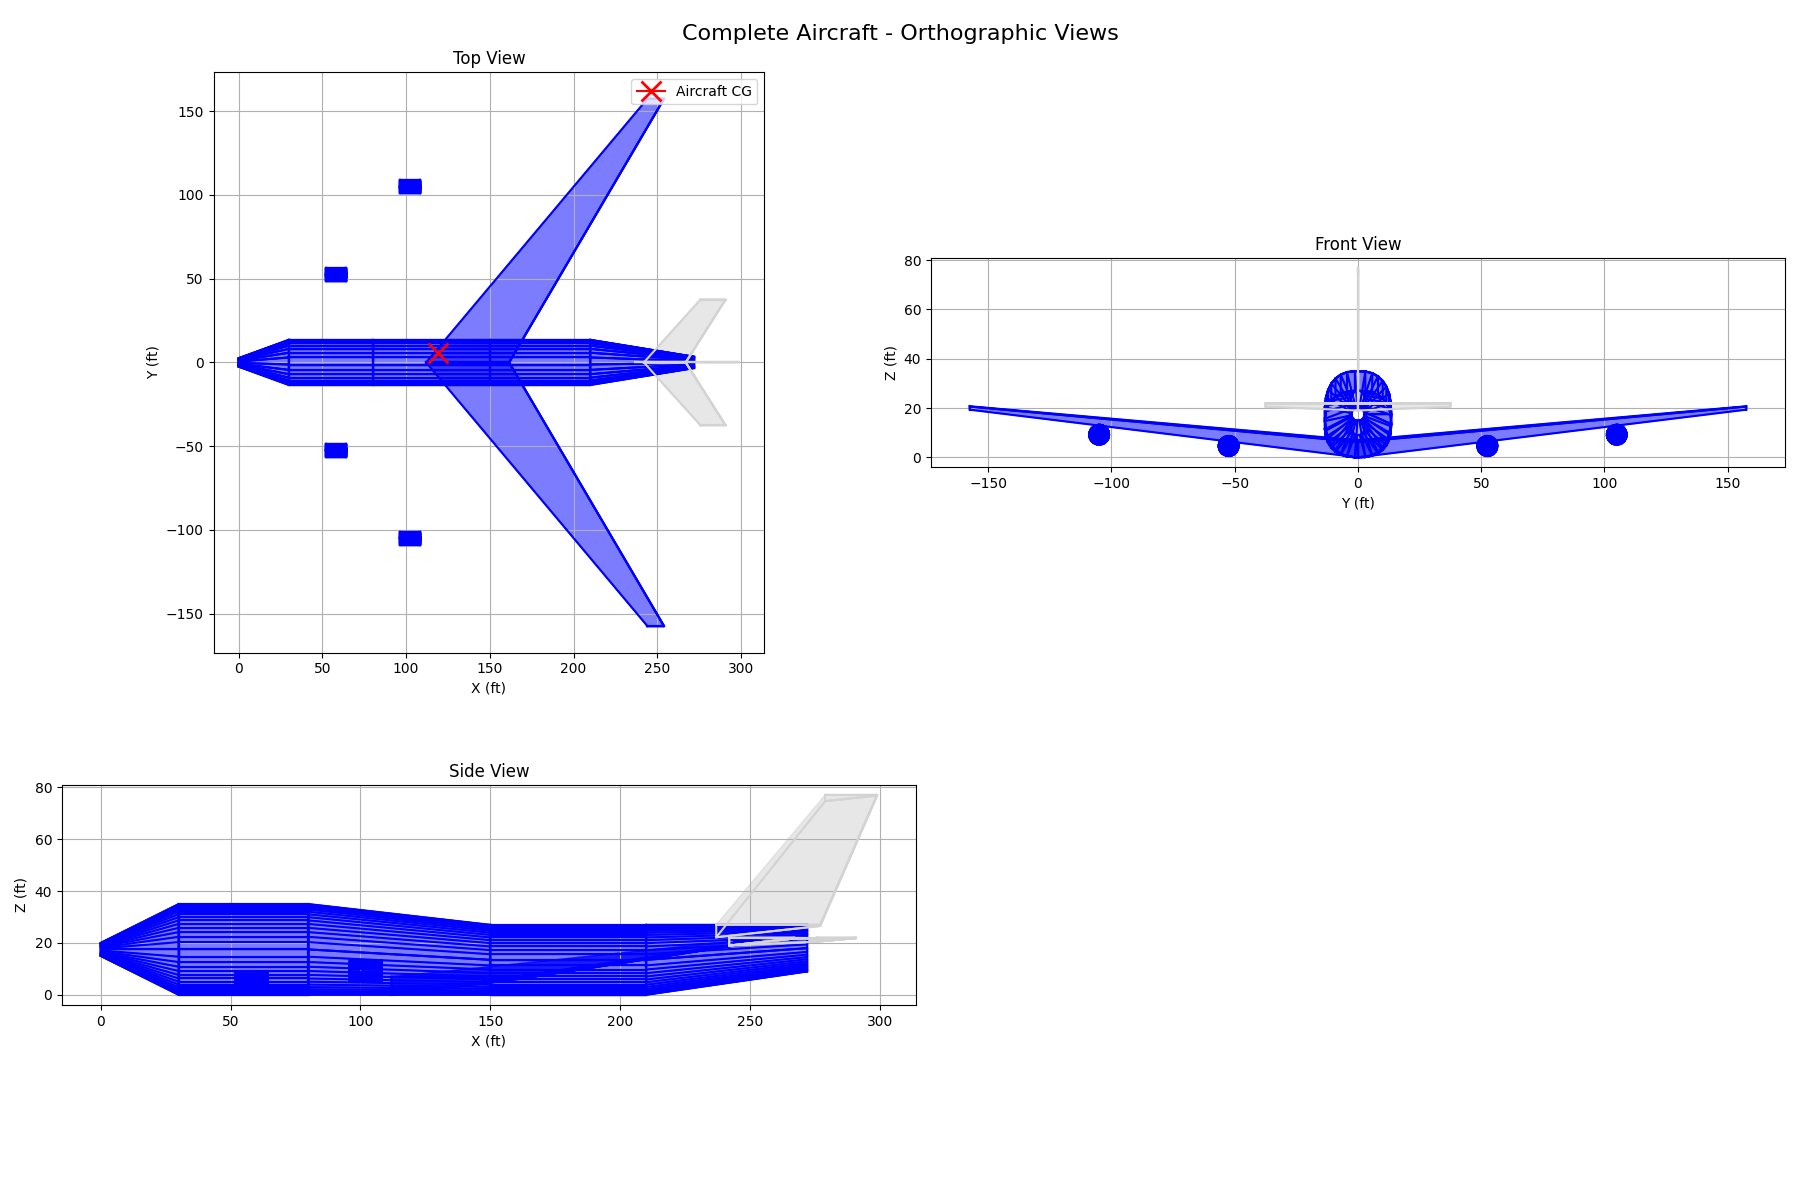 Complete Aircraft - Orthographic Views
Top View
Aircraft CG
150
100
50
0
−50
−100
−150
Y (ft)
0 50 100 150 200 250 300
X (ft)
Front View
80
60
40
20
0
Z (ft)
−150 −100 −50 0 50 100 150
Y (ft)
Side View
80
60
40
20
0
Z (ft)
0 50 100 150 200 250 300
X (ft)